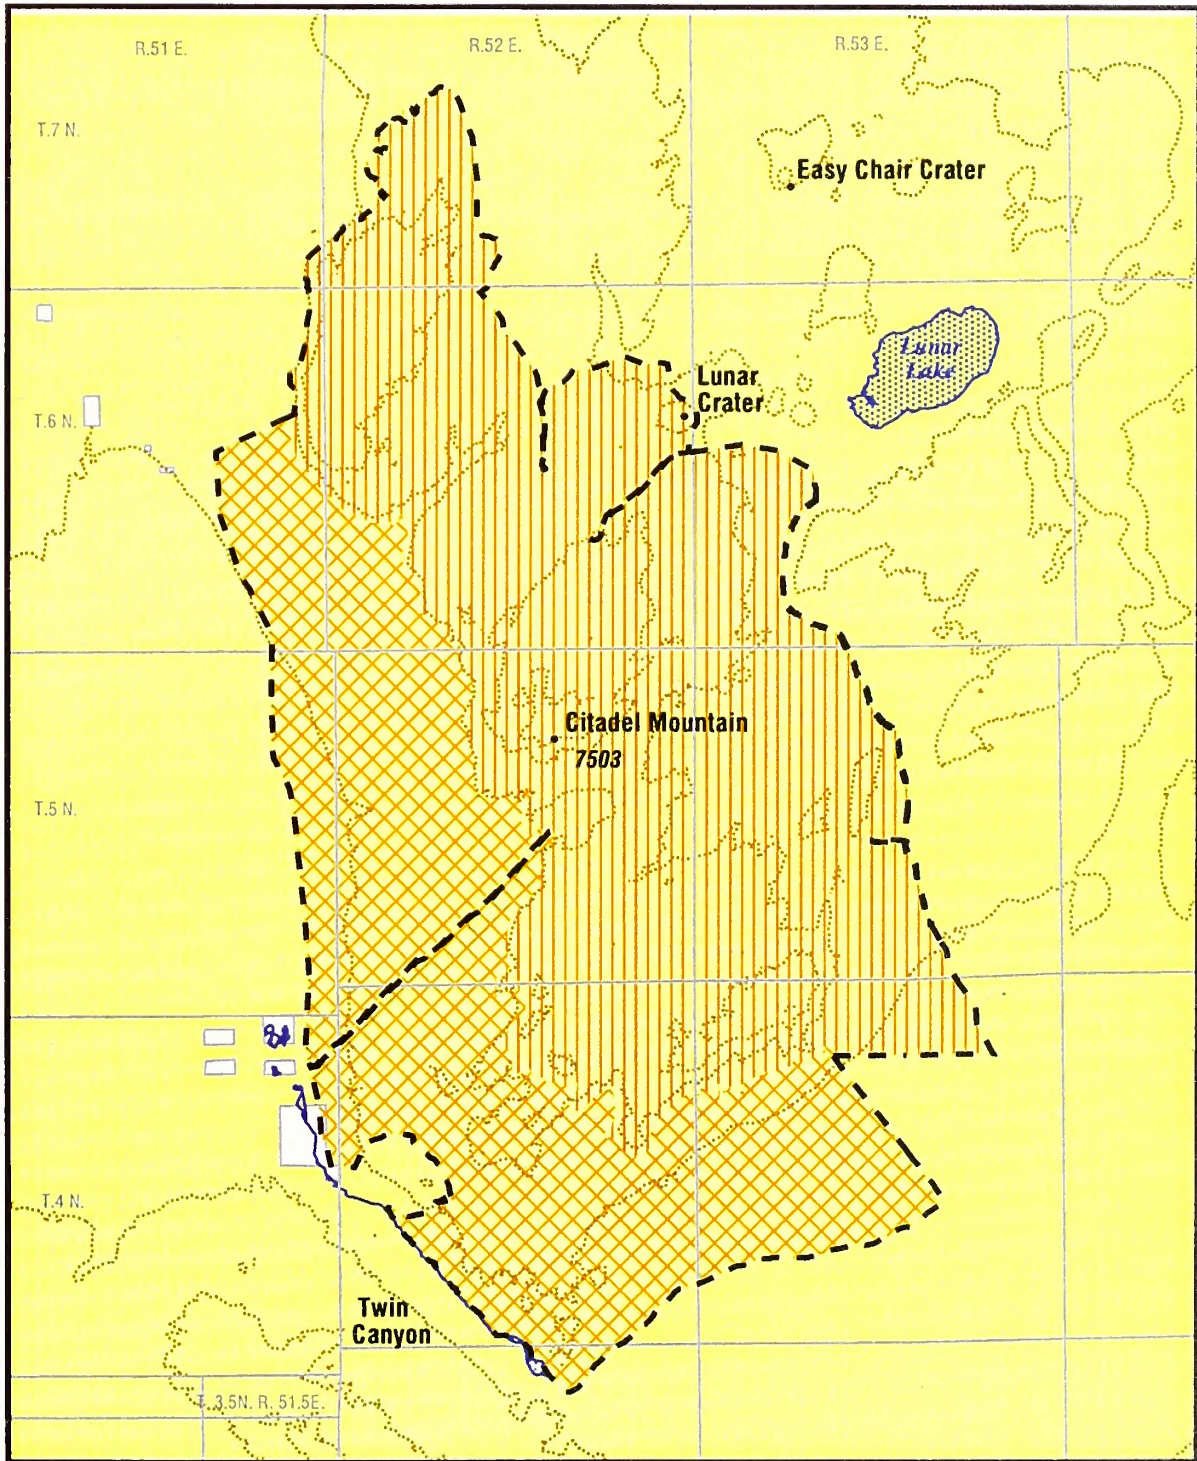 R.51 E.
R.52 E.
R.53 E.
T.7 N.
Easy Chair Crater
Lunar
Lake
Lunar
Crater
T.6 N.
Citadel Mountain
7503
T.5 N.
T.4 N.
Twin
Canyon
T. 3.5N. R. 51.5E.